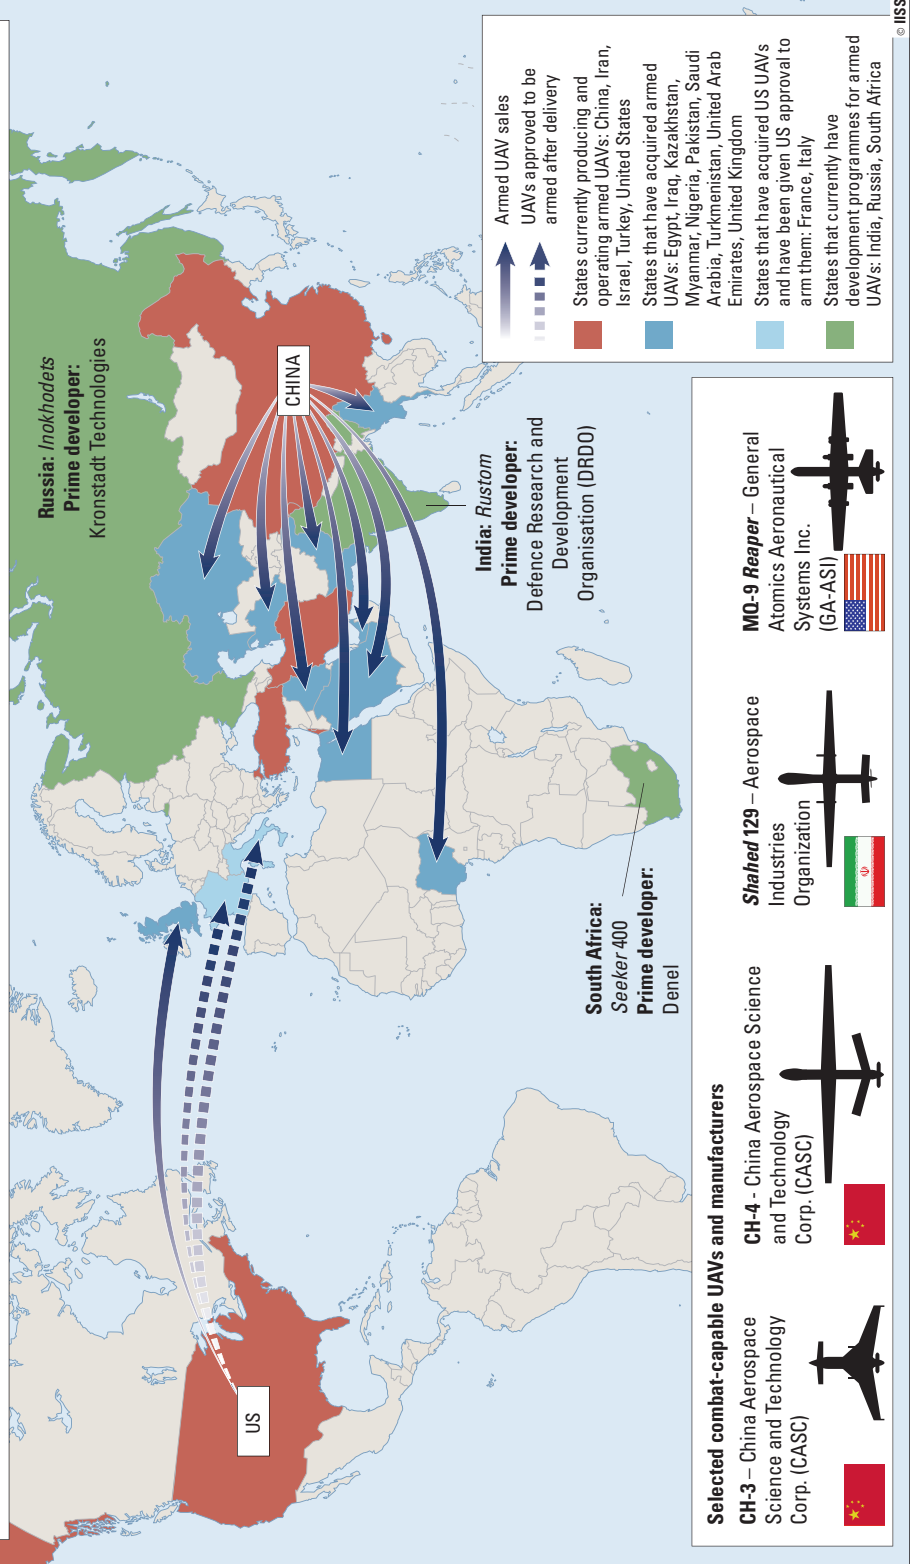 Russia: Inokhodets
Prime developer:
Kronstadt Technologies
CHINA
US
India: Rustom
Prime developer:
Defence Research and
Development
Organisation (DRDO)
South Africa:
Seeker 400
Prime developer:
Denel
Armed UAV sales
UAVs approved to be
armed after delivery
States currently producing and
operating armed UAVs: China, Iran,
Israel, Turkey, United States
States that have acquired armed
UAVs: Egypt, Iraq, Kazakhstan,
Myanmar, Nigeria, Pakistan, Saudi
Arabia, Turkmenistan, United Arab
Emirates, United Kingdom
States that have acquired US UAVs
and have been given US approval to
arm them: France, Italy
States that currently have
development programmes for armed
UAVs: India, Russia, South Africa
Selected combat-capable UAVs and manufacturers
CH-3 – China Aerospace
Science and Technology
Corp. (CASC)
CH-4 - China Aerospace Science
and Technology
Corp. (CASC)
Shahed 129 – Aerospace
Industries
Organization
MQ-9 Reaper – General
Atomics Aeronautical
Systems Inc.
(GA-ASI)
© IISS